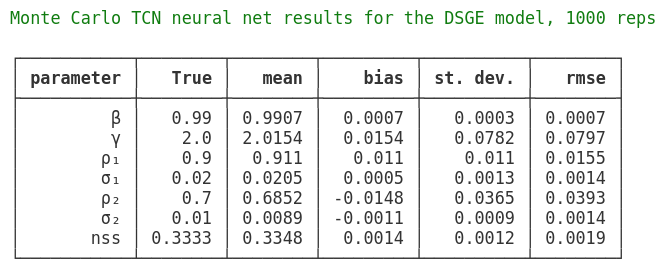 Monte Carlo TCN neural net results for the DSGE model, 1000 reps
parameter True mean bias st. dev. rmse
β 0.99 0.9907 0.0007 0.0003 0.0007
γ 2.0 2.0154 0.0154 0.0782 0.0797
ρ₁ 0.9 0.911 0.011 0.011 0.0155
σ₁ 0.02 0.0205 0.0005 0.0013 0.0014
ρ₂ 0.7 0.6852 -0.0148 0.0365 0.0393
σ₂ 0.01 0.0089 -0.0011 0.0009 0.0014
nss 0.3333 0.3348 0.0014 0.0012 0.0019